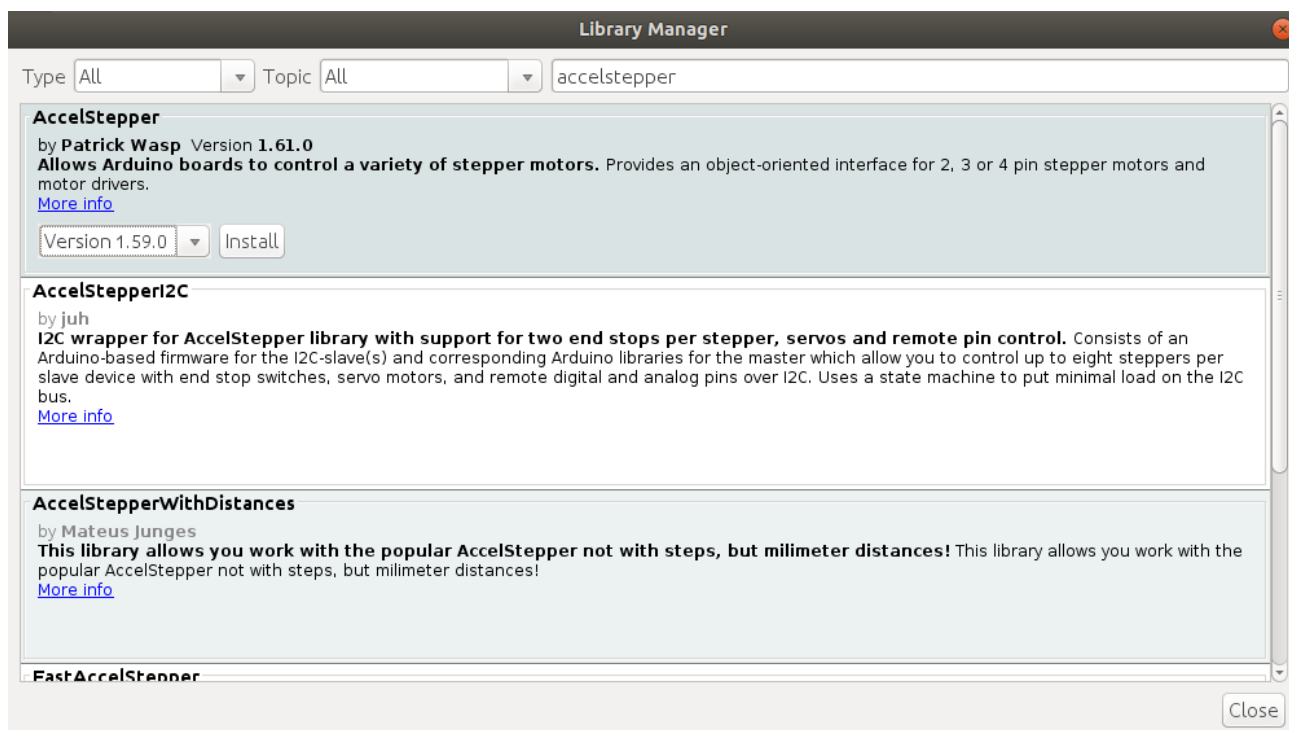 Library Manager
Type All Topic All accelstepper
AccelStepper
by Patrick Wasp Version 1.61.0
Allows Arduino boards to control a variety of stepper motors. Provides an object-oriented interface for 2, 3 or 4 pin stepper motors and
motor drivers.
More info
Version 1.59.0 Install
AccelStepperI2C
by juh
I2C wrapper for AccelStepper library with support for two end stops per stepper, servos and remote pin control. Consists of an
Arduino-based firmware for the I2C-slave(s) and corresponding Arduino libraries for the master which allow you to control up to eight steppers per
slave device with end stop switches, servo motors, and remote digital and analog pins over I2C. Uses a state machine to put minimal load on the I2C
bus.
More info
AccelStepperWithDistances
by Mateus Junges
This library allows you work with the popular AccelStepper not with steps, but milimeter distances! This library allows you work with the
popular AccelStepper not with steps, but milimeter distances!
More info
FastAccelStepper
Close